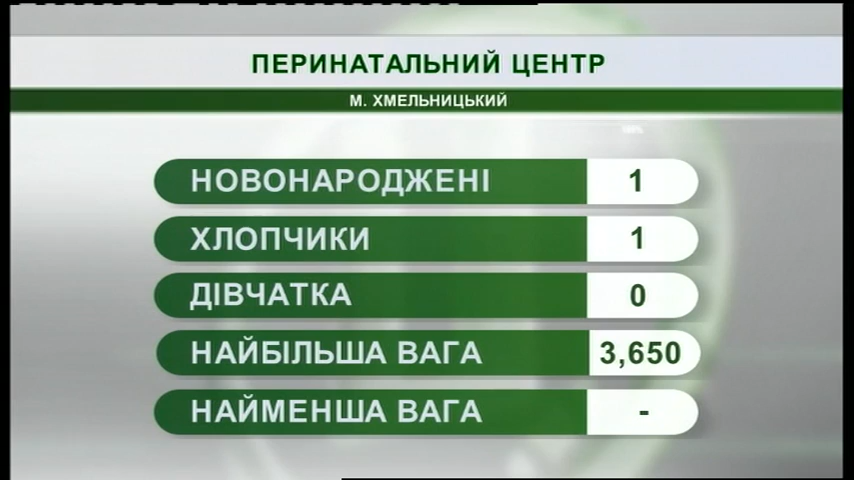 ПЕРИНАТАЛЬНИЙ ЦЕНТР
М. ХМЕЛЬНИЦЬКИЙ
НОВОНАРОДЖЕНІ 1
ХЛОПЧИКИ 1
ДІВЧАТКА 0
НАЙБІЛЬША ВАГА 3,650
НАЙМЕНША ВАГА -